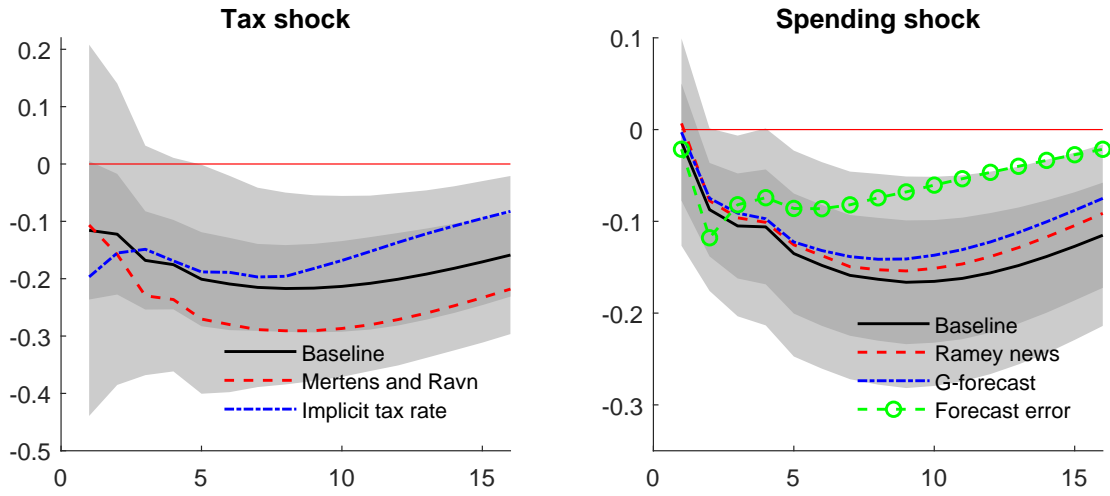 Tax shock
0.2
0.1
0
-0.1
-0.2
-0.3
-0.4
-0.5
0
5
10
15
Baseline
Mertens and Ravn
Implicit tax rate
Spending shock
0.1
0
-0.1
-0.2
-0.3
0
5
10
15
Baseline
Ramey news
G-forecast
Forecast error